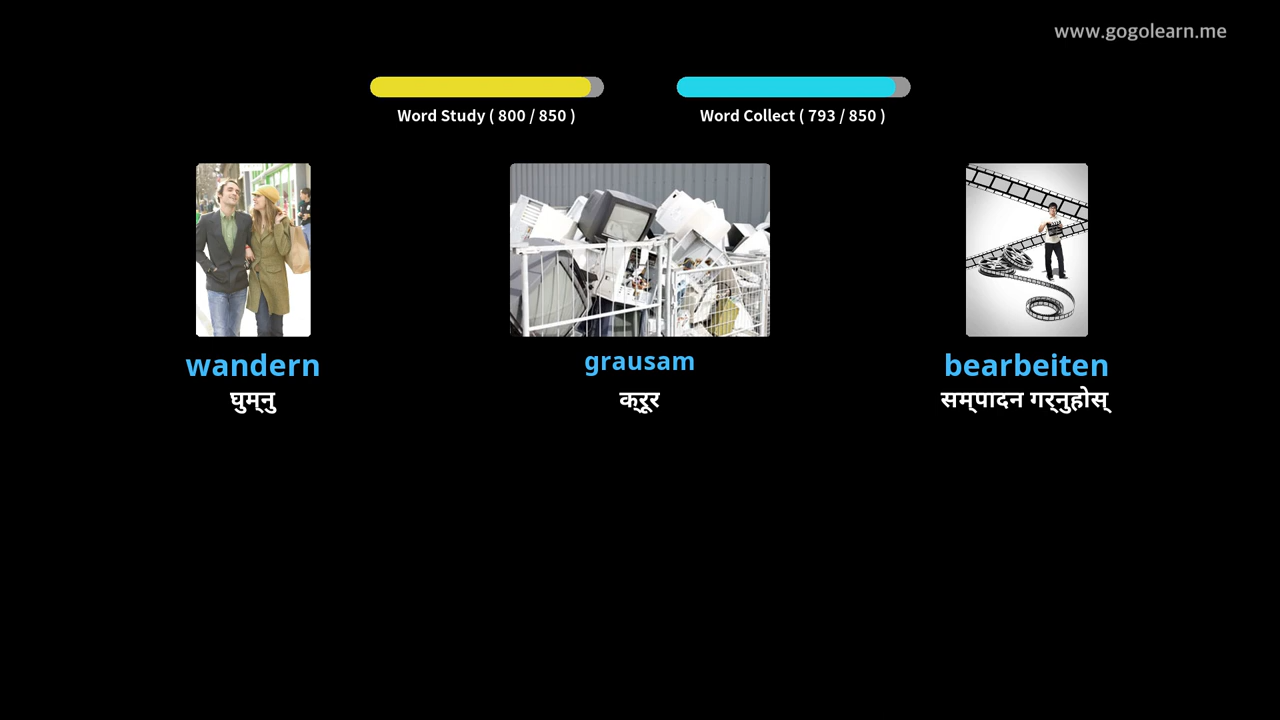 www.gogolearn.me
Word Study ( 800 / 850 )
Word Collect ( 793 / 850 )
wandern
grausam
bearbeiten
घुम्नु
क्रूर
सम्पादन गर्नुहोस्